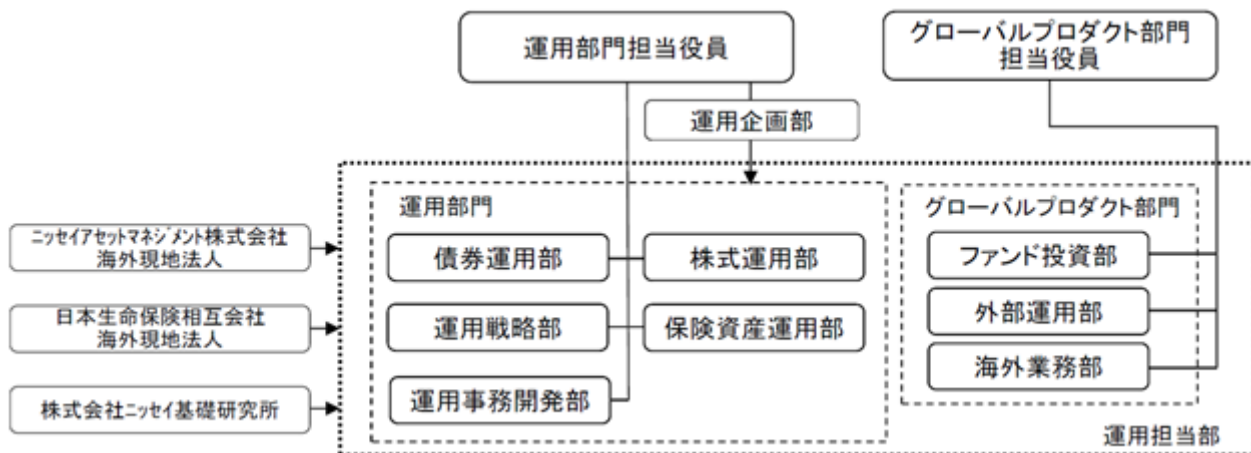 運用部門担当役員
グローバルプロダクト部門
担当役員
運用企画部
運用部門
グローバルプロダクト部門
ニッセイアセットマネジメント株式会社
海外現地法人
債券運用部
株式運用部
ファンド投資部
日本生命保険相互会社
海外現地法人
運用戦略部
保険資産運用部
外部運用部
海外業務部
株式会社ニッセイ基礎研究所
運用事務開発部
運用担当部